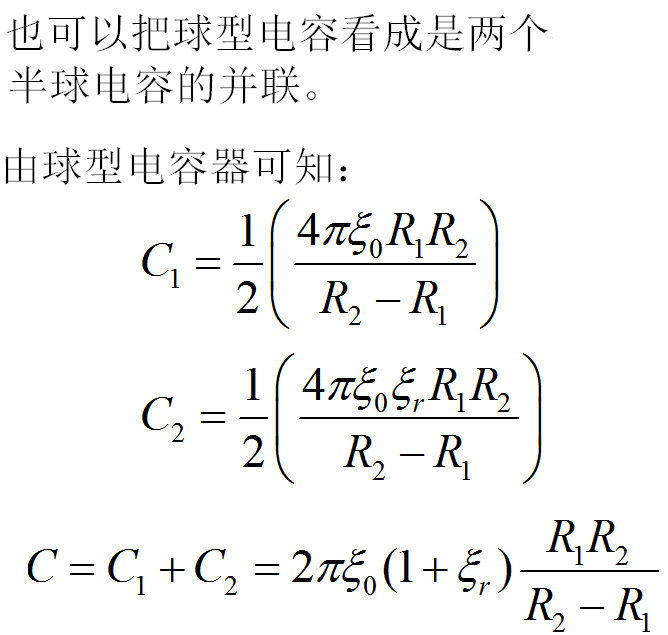 也可以把球型电容看成是两个
半球电容的并联。
由球型电容器可知：
C₁ = 1/2 (4πξ₀R₁R₂ / (R₂ − R₁))
C₂ = 1/2 (4πξ₀ξᵣR₁R₂ / (R₂ − R₁))
C = C₁ + C₂ = 2πξ₀(1 + ξᵣ) R₁R₂ / (R₂ − R₁)